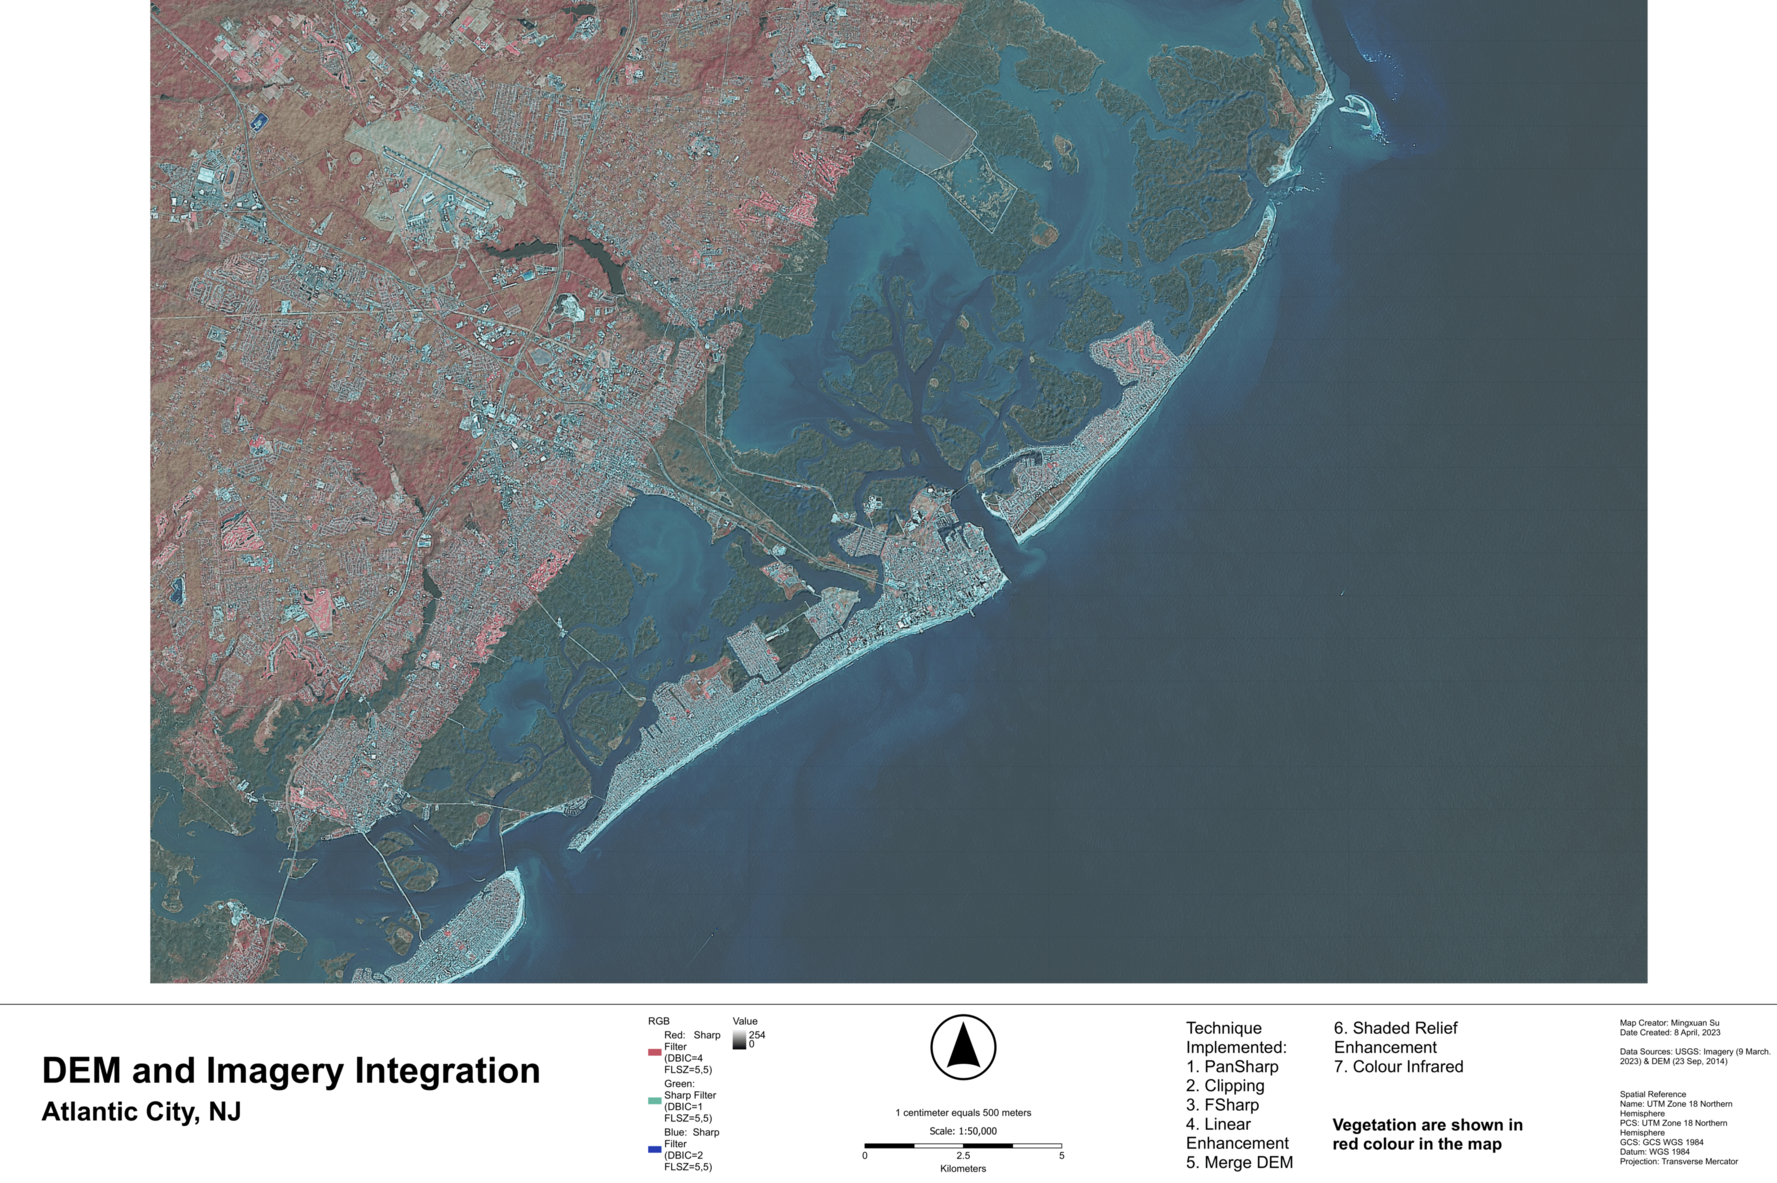 DEM and Imagery Integration
Atlantic City, NJ
RGB
Red: Sharp
Filter
(DBIC=4
FLSZ=5,5)
Green:
Sharp Filter
(DBIC=1
FLSZ=5,5)
Blue: Sharp
Filter
(DBIC=2
FLSZ=5,5)
Value
254
0
1 centimeter equals 500 meters
Scale: 1:50,000
0 2.5 5
Kilometers
Technique
Implemented:
1. PanSharp
2. Clipping
3. FSharp
4. Linear
Enhancement
5. Merge DEM
6. Shaded Relief
Enhancement
7. Colour Infrared
Vegetation are shown in
red colour in the map
Map Creator: Mingxuan Su
Date Created: 8 April, 2023
Data Sources: USGS: Imagery (9 March.
2023) & DEM (23 Sep, 2014)
Spatial Reference
Name: UTM Zone 18 Northern
Hemisphere
PCS: UTM Zone 18 Northern
Hemisphere
GCS: GCS WGS 1984
Datum: WGS 1984
Projection: Transverse Mercator